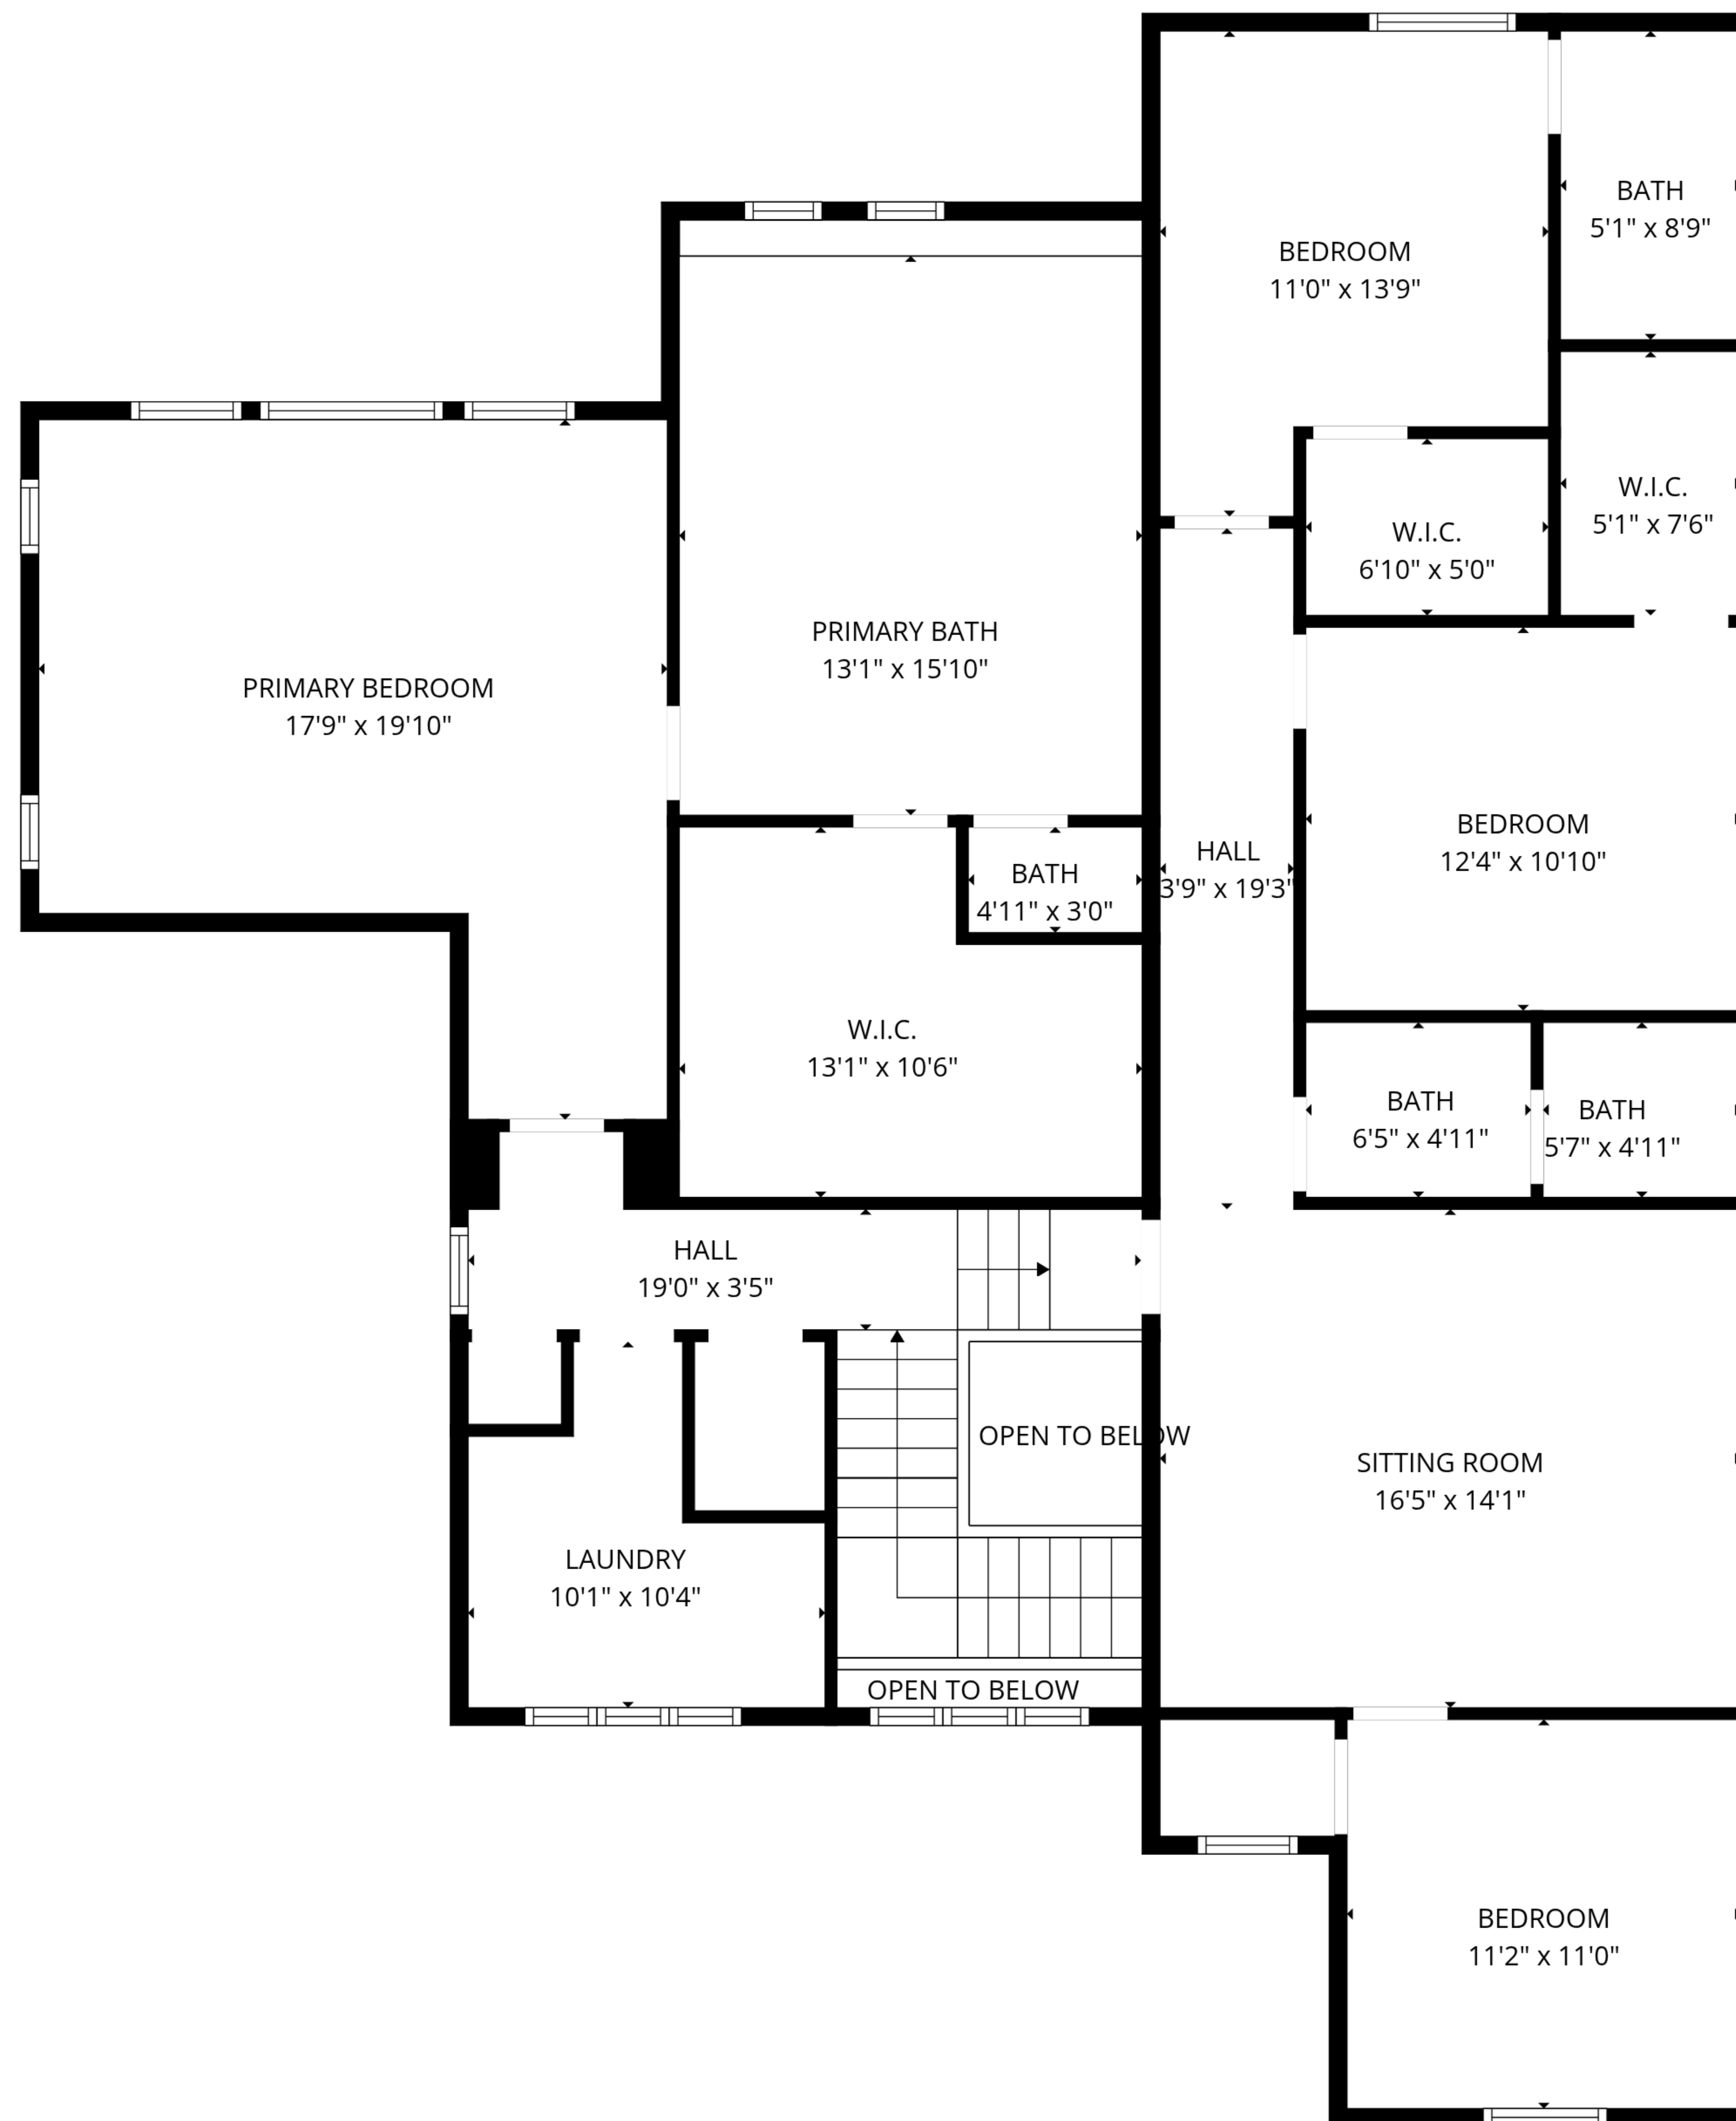 BATH
5'1" x 8'9"
BEDROOM
11'0" x 13'9"
W.I.C.
5'1" x 7'6"
W.I.C.
6'10" x 5'0"
PRIMARY BATH
13'1" x 15'10"
PRIMARY BEDROOM
17'9" x 19'10"
BEDROOM
12'4" x 10'10"
HALL
3'9" x 19'3"
BATH
4'11" x 3'0"
W.I.C.
13'1" x 10'6"
BATH
6'5" x 4'11"
BATH
5'7" x 4'11"
HALL
19'0" x 3'5"
OPEN TO BELOW
SITTING ROOM
16'5" x 14'1"
LAUNDRY
10'1" x 10'4"
OPEN TO BELOW
BEDROOM
11'2" x 11'0"